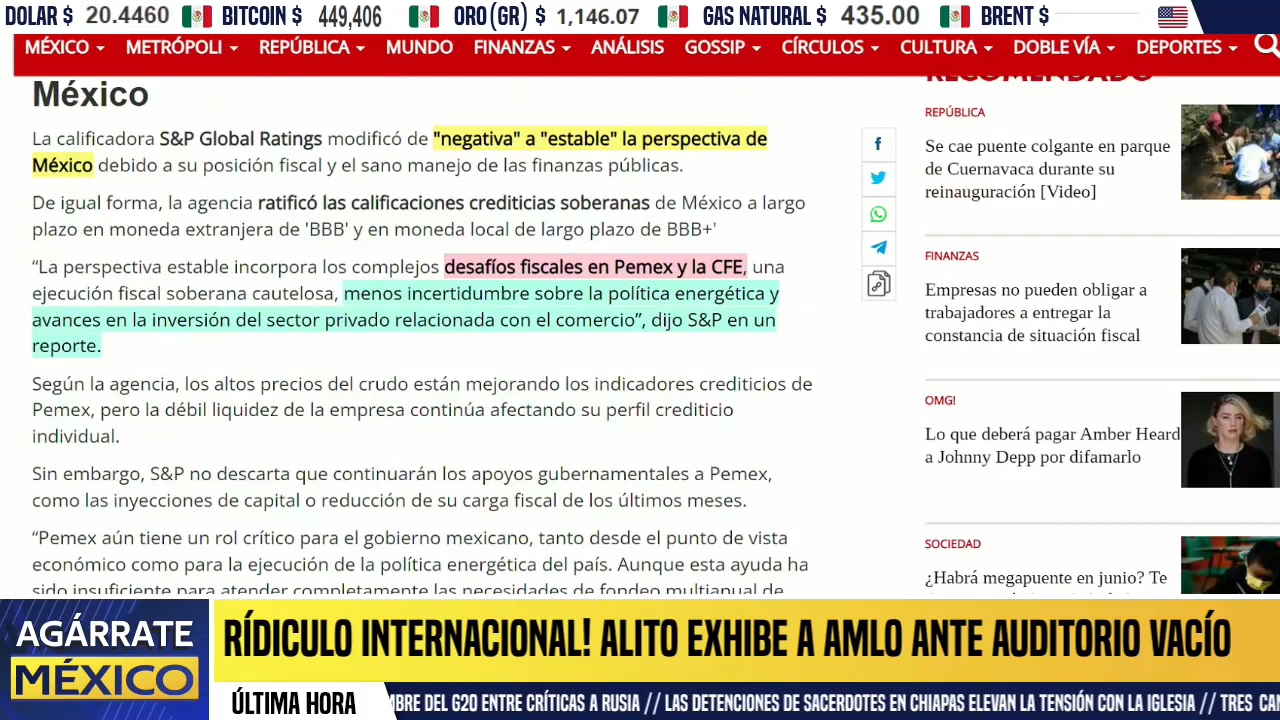 DOLAR $ 20.4460 BITCOIN $ 449,406 ORO(GR) $ 1,146.07 GAS NATURAL $ 435.00 BRENT $
MÉXICO METRÓPOLI REPÚBLICA MUNDO FINANZAS ANÁLISIS GOSSIP CÍRCULOS CULTURA DOBLE VÍA DEPORTES
México
La calificadora S&P Global Ratings modificó de "negativa" a "estable" la perspectiva de
México debido a su posición fiscal y el sano manejo de las finanzas públicas.
De igual forma, la agencia ratificó las calificaciones crediticias soberanas de México a largo
plazo en moneda extranjera de 'BBB' y en moneda local de largo plazo de BBB+'
“La perspectiva estable incorpora los complejos desafíos fiscales en Pemex y la CFE, una
ejecución fiscal soberana cautelosa, menos incertidumbre sobre la política energética y
avances en la inversión del sector privado relacionada con el comercio”, dijo S&P en un
reporte.
Según la agencia, los altos precios del crudo están mejorando los indicadores crediticios de
Pemex, pero la débil liquidez de la empresa continúa afectando su perfil crediticio
individual.
Sin embargo, S&P no descarta que continuarán los apoyos gubernamentales a Pemex,
como las inyecciones de capital o reducción de su carga fiscal de los últimos meses.
“Pemex aún tiene un rol crítico para el gobierno mexicano, tanto desde el punto de vista
económico como para la ejecución de la política energética del país. Aunque esta ayuda ha
sido insuficiente para atender completamente las necesidades de fondeo multianual de
RECOMENDADO
REPÚBLICA
Se cae puente colgante en parque
de Cuernavaca durante su
reinauguración [Video]
FINANZAS
Empresas no pueden obligar a
trabajadores a entregar la
constancia de situación fiscal
OMG!
Lo que deberá pagar Amber Heard
a Johnny Depp por difamarlo
SOCIEDAD
¿Habrá megapuente en junio? Te
AGÁRRATE
MÉXICO
RÍDICULO INTERNACIONAL! ALITO EXHIBE A AMLO ANTE AUDITORIO VACÍO
ÚLTIMA HORA
MBRE DEL G20 ENTRE CRÍTICAS A RUSIA // LAS DETENCIONES DE SACERDOTES EN CHIAPAS ELEVAN LA TENSIÓN CON LA IGLESIA // TRES